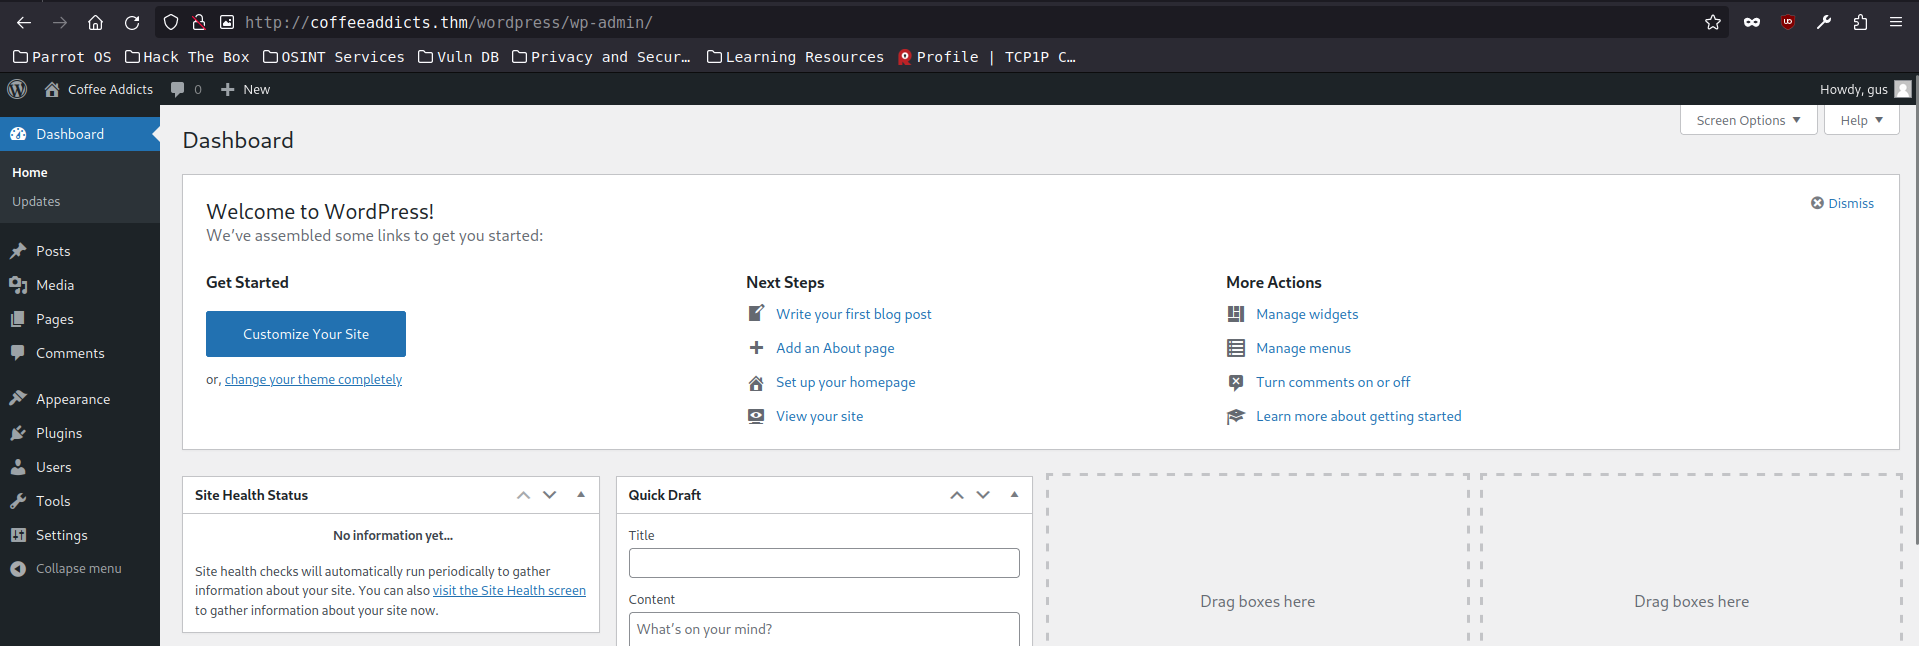 http://coffeeaddicts.thm/wordpress/wp-admin/
Parrot OS Hack The Box OSINT Services Vuln DB Privacy and Secur… Learning Resources Profile | TCP1P C…
Coffee Addicts 0 New Howdy, gus
Dashboard
Home
Updates
Posts
Media
Pages
Comments
Appearance
Plugins
Users
Tools
Settings
Collapse menu
Screen Options Help
Dashboard
Welcome to WordPress!
We’ve assembled some links to get you started:
Dismiss
Get Started
Customize Your Site
or, change your theme completely
Next Steps
Write your first blog post
Add an About page
Set up your homepage
View your site
More Actions
Manage widgets
Manage menus
Turn comments on or off
Learn more about getting started
Site Health Status
No information yet…
Site health checks will automatically run periodically to gather
information about your site. You can also visit the Site Health screen
to gather information about your site now.
Quick Draft
Title
Content
What’s on your mind?
Drag boxes here
Drag boxes here